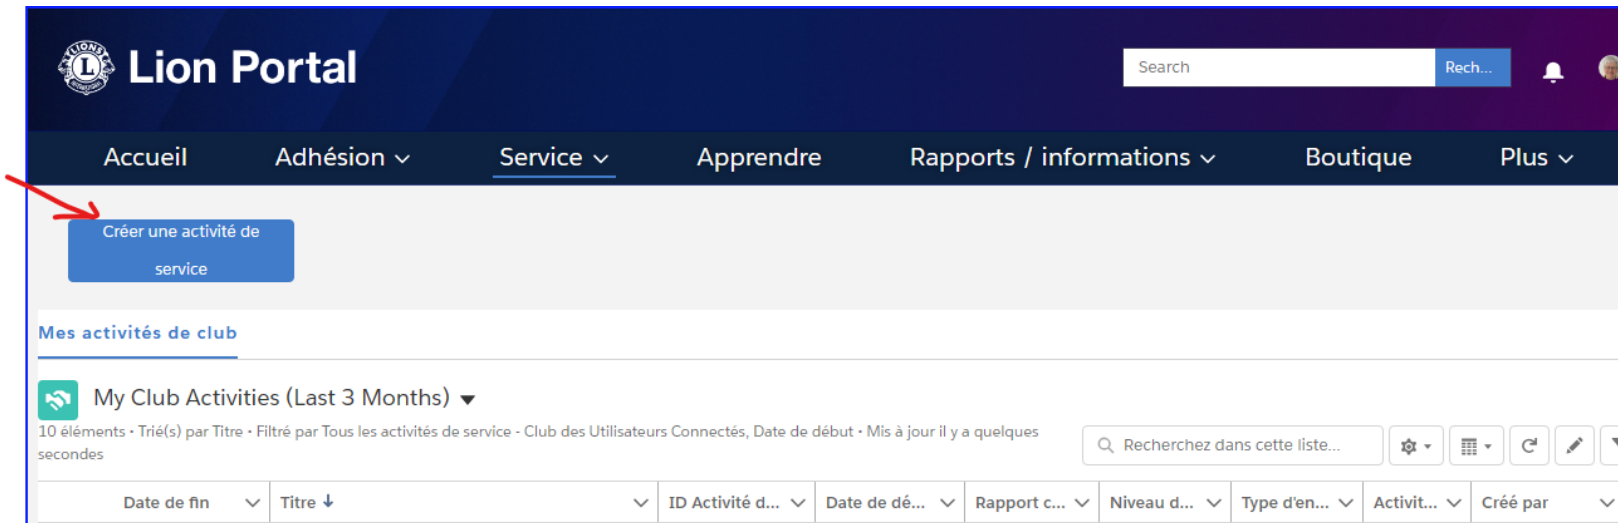 Lion Portal
Search
Rech...
Accueil
Adhésion
Service
Apprendre
Rapports / informations
Boutique
Plus
Créer une activité de
service
Mes activités de club
My Club Activities (Last 3 Months)
10 éléments • Trié(s) par Titre • Filtré par Tous les activités de service - Club des Utilisateurs Connectés, Date de début • Mis à jour il y a quelques
secondes
Recherchez dans cette liste...
Date de fin
Titre
ID Activité d...
Date de dé...
Rapport c...
Niveau d...
Type d'en...
Activit...
Créé par